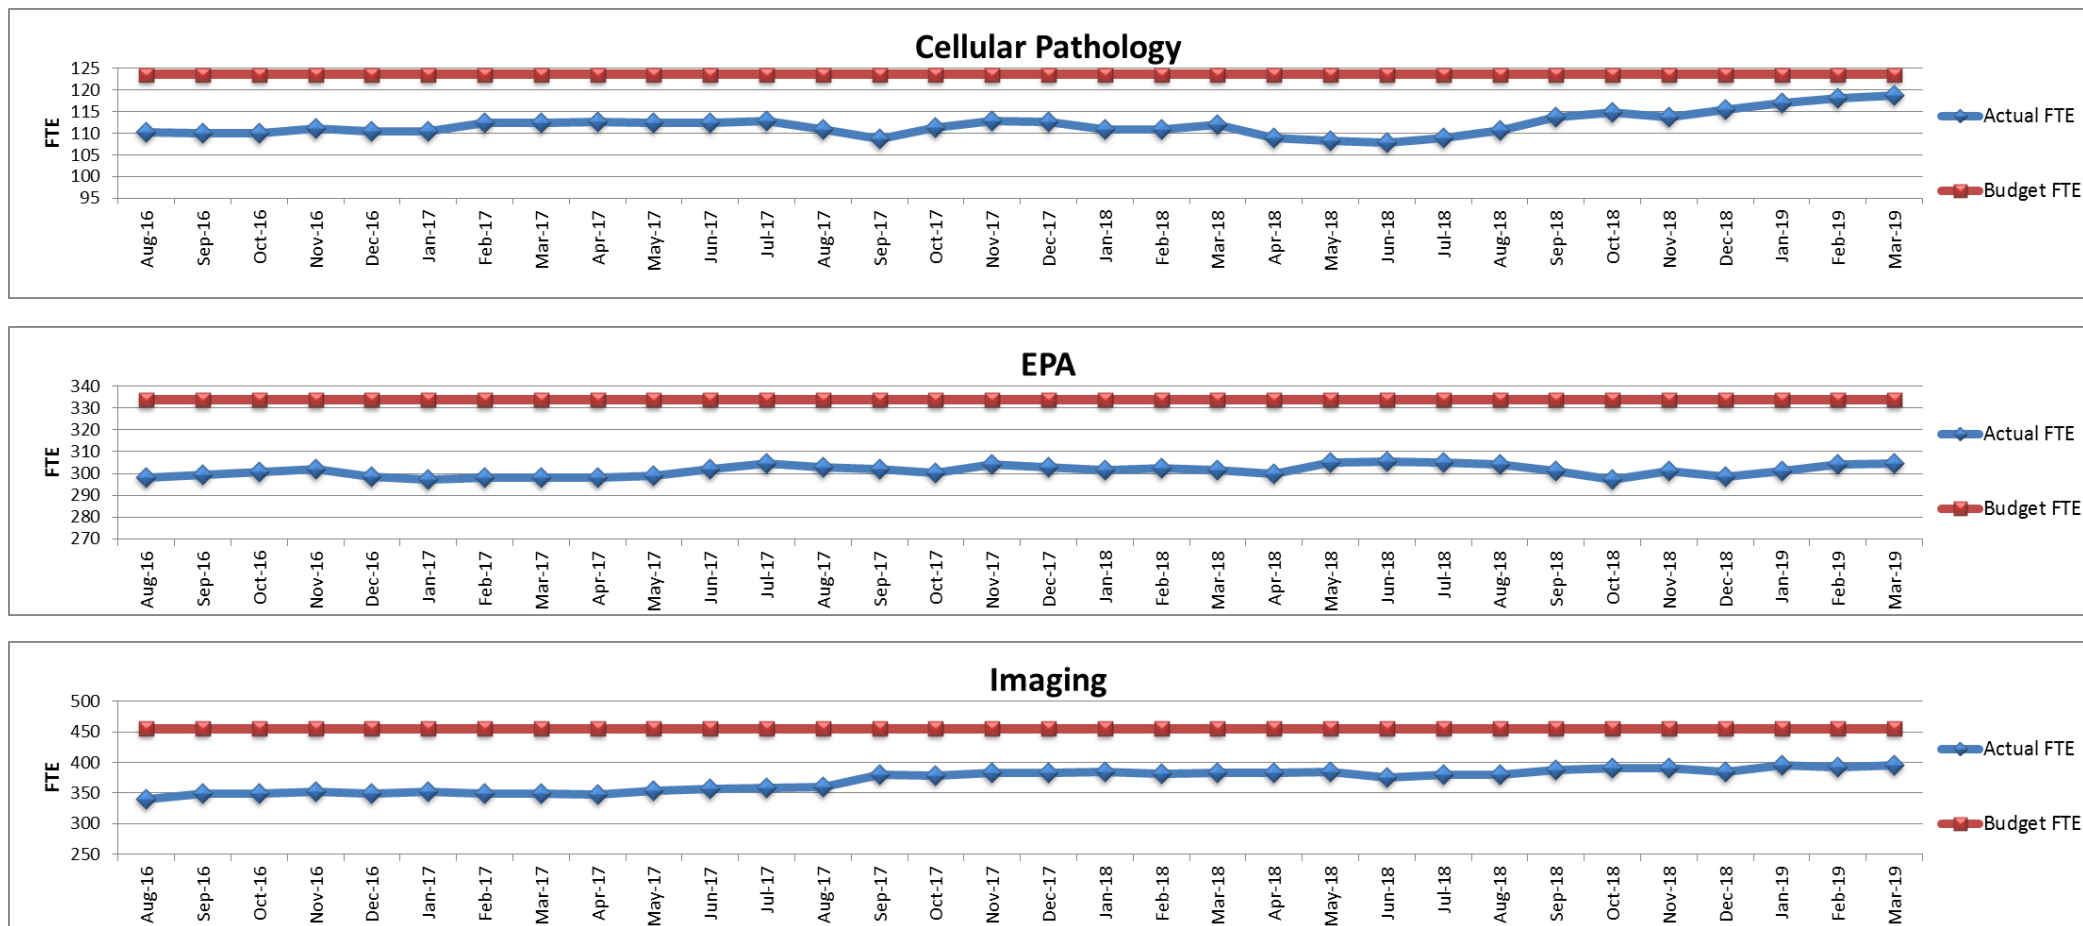 Cellular Pathology
125
120
115
110
105
100
95
FTE
Aug-16 Sep-16 Oct-16 Nov-16 Dec-16 Jan-17 Feb-17 Mar-17 Apr-17 May-17 Jun-17 Jul-17 Aug-17 Sep-17 Oct-17 Nov-17 Dec-17 Jan-18 Feb-18 Mar-18 Apr-18 May-18 Jun-18 Jul-18 Aug-18 Sep-18 Oct-18 Nov-18 Dec-18 Jan-19 Feb-19 Mar-19
Actual FTE
Budget FTE
EPA
340
330
320
310
300
290
280
270
FTE
Aug-16 Sep-16 Oct-16 Nov-16 Dec-16 Jan-17 Feb-17 Mar-17 Apr-17 May-17 Jun-17 Jul-17 Aug-17 Sep-17 Oct-17 Nov-17 Dec-17 Jan-18 Feb-18 Mar-18 Apr-18 May-18 Jun-18 Jul-18 Aug-18 Sep-18 Oct-18 Nov-18 Dec-18 Jan-19 Feb-19 Mar-19
Actual FTE
Budget FTE
Imaging
500
450
400
350
300
250
FTE
Aug-16 Sep-16 Oct-16 Nov-16 Dec-16 Jan-17 Feb-17 Mar-17 Apr-17 May-17 Jun-17 Jul-17 Aug-17 Sep-17 Oct-17 Nov-17 Dec-17 Jan-18 Feb-18 Mar-18 Apr-18 May-18 Jun-18 Jul-18 Aug-18 Sep-18 Oct-18 Nov-18 Dec-18 Jan-19 Feb-19 Mar-19
Actual FTE
Budget FTE